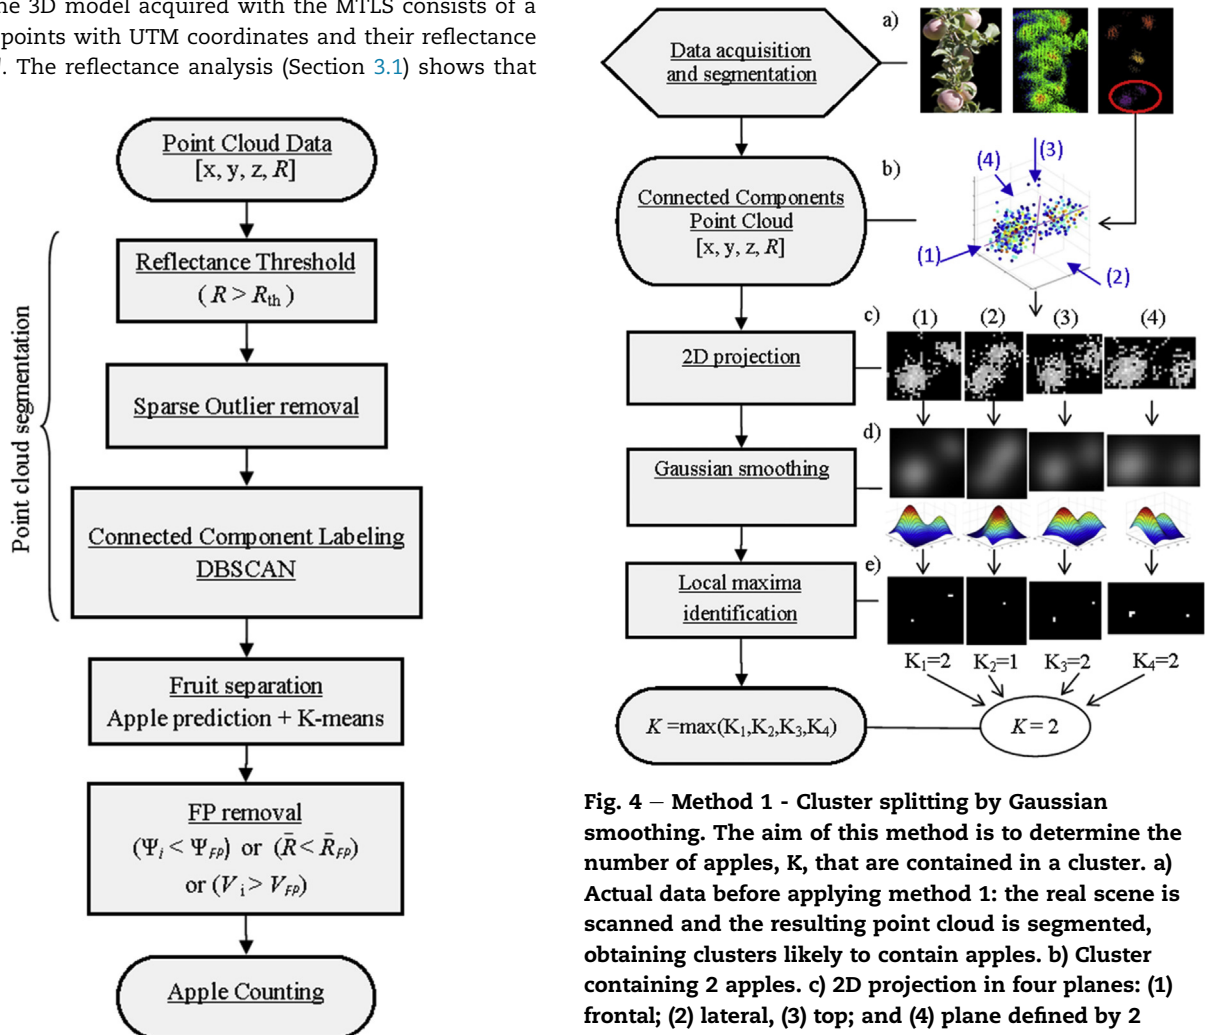 ne 3D model acquired with the MTLS consists of a
points with UTM coordinates and their reflectance
. The reflectance analysis (Section 3.1) shows that
Point Cloud Data
[x, y, z, R]
Point cloud segmentation
Reflectance Threshold
( R > Rth )
Sparse Outlier removal
Connected Component Labeling
DBSCAN
Fruit separation
Apple prediction + K-means
FP removal
(Ψi < ΨFP) or (R̄ < R̄FP)
or (Vi > VFP)
Apple Counting
Data acquisition
and segmentation
a)
Connected Components
Point Cloud
[x, y, z, R]
b)
(3)
(4)
(1)
(2)
2D projection
c)
(1) (2) (3) (4)
Gaussian smoothing
d)
Local maxima
identification
e)
K1=2 K2=1 K3=2 K4=2
K =max(K1,K2,K3,K4)
K = 2
Fig. 4 – Method 1 - Cluster splitting by Gaussian
smoothing. The aim of this method is to determine the
number of apples, K, that are contained in a cluster. a)
Actual data before applying method 1: the real scene is
scanned and the resulting point cloud is segmented,
obtaining clusters likely to contain apples. b) Cluster
containing 2 apples. c) 2D projection in four planes: (1)
frontal; (2) lateral, (3) top; and (4) plane defined by 2